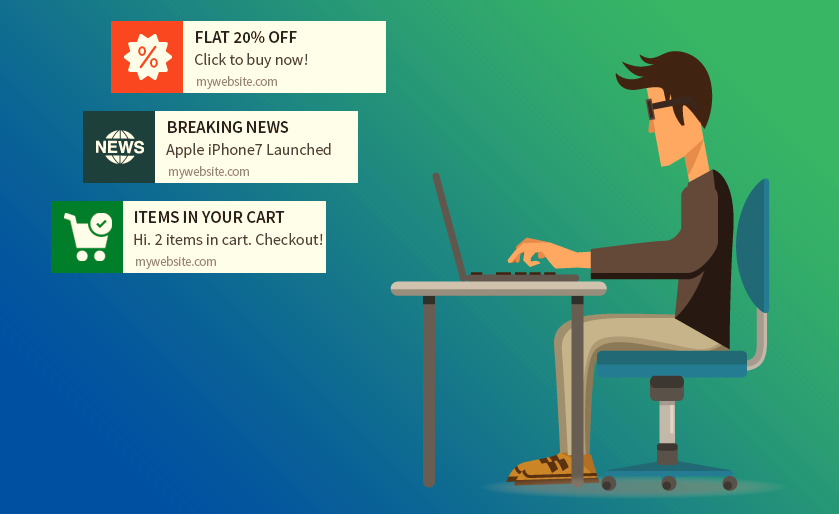 FLAT 20% OFF
Click to buy now!
mywebsite.com
NEWS
BREAKING NEWS
Apple iPhone7 Launched
mywebsite.com
ITEMS IN YOUR CART
Hi. 2 items in cart. Checkout!
mywebsite.com